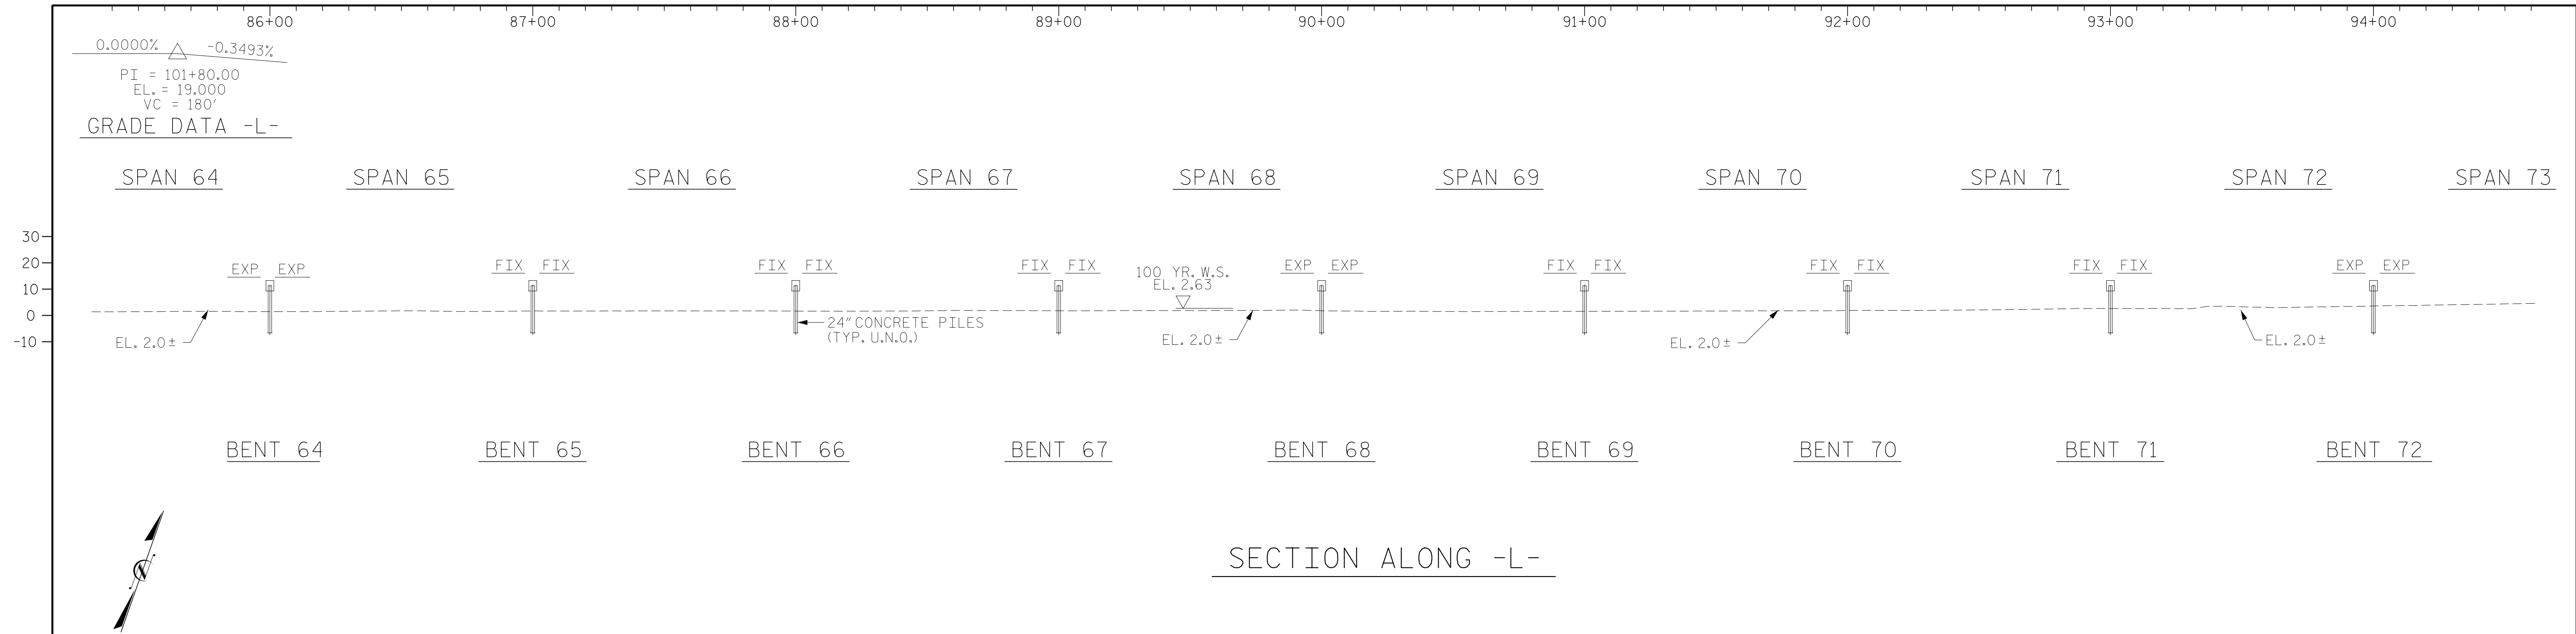 86+00 87+00 88+00 89+00 90+00 91+00 92+00 93+00 94+00
0.0000% -0.3493%
PI = 101+80.00
EL. = 19.000
VC = 180'
GRADE DATA -L-
SPAN 64 SPAN 65 SPAN 66 SPAN 67 SPAN 68 SPAN 69 SPAN 70 SPAN 71 SPAN 72 SPAN 73
30
20
10
0
-10
EXP EXP FIX FIX FIX FIX FIX FIX EXP EXP FIX FIX FIX FIX FIX FIX EXP EXP
100 YR. W.S.
EL. 2.63
24" CONCRETE PILES
(TYP. U.N.O.)
EL. 2.0± EL. 2.0± EL. 2.0± EL. 2.0±
BENT 64 BENT 65 BENT 66 BENT 67 BENT 68 BENT 69 BENT 70 BENT 71 BENT 72
N
SECTION ALONG -L-